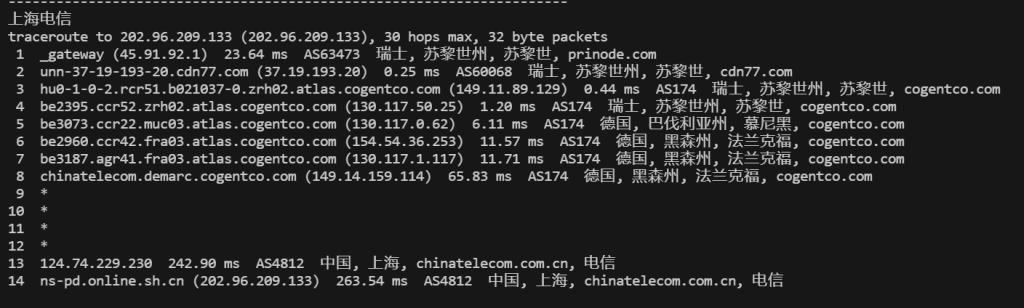 --------------------------------------------------------------------
上海电信
traceroute to 202.96.209.133 (202.96.209.133), 30 hops max, 32 byte packets
1  _gateway (45.91.92.1)  23.64 ms  AS63473  瑞士, 苏黎世州, 苏黎世, prinode.com
2  unn-37-19-193-20.cdn77.com (37.19.193.20)  0.25 ms  AS60068  瑞士, 苏黎世州, 苏黎世, cdn77.com
3  hu0-1-0-2.rcr51.b021037-0.zrh02.atlas.cogentco.com (149.11.89.129)  0.44 ms  AS174  瑞士, 苏黎世州, 苏黎世, cogentco.com
4  be2395.ccr52.zrh02.atlas.cogentco.com (130.117.50.25)  1.20 ms  AS174  瑞士, 苏黎世州, 苏黎世, cogentco.com
5  be3073.ccr22.muc03.atlas.cogentco.com (130.117.0.62)  6.11 ms  AS174  德国, 巴伐利亚州, 慕尼黑, cogentco.com
6  be2960.ccr42.fra03.atlas.cogentco.com (154.54.36.253)  11.57 ms  AS174  德国, 黑森州, 法兰克福, cogentco.com
7  be3187.agr41.fra03.atlas.cogentco.com (130.117.1.117)  11.71 ms  AS174  德国, 黑森州, 法兰克福, cogentco.com
8  chinatelecom.demarc.cogentco.com (149.14.159.114)  65.83 ms  AS174  德国, 黑森州, 法兰克福, cogentco.com
9  *
10  *
11  *
12  *
13  124.74.229.230  242.90 ms  AS4812  中国, 上海, chinatelecom.com.cn, 电信
14  ns-pd.online.sh.cn (202.96.209.133)  263.54 ms  AS4812  中国, 上海, chinatelecom.com.cn, 电信